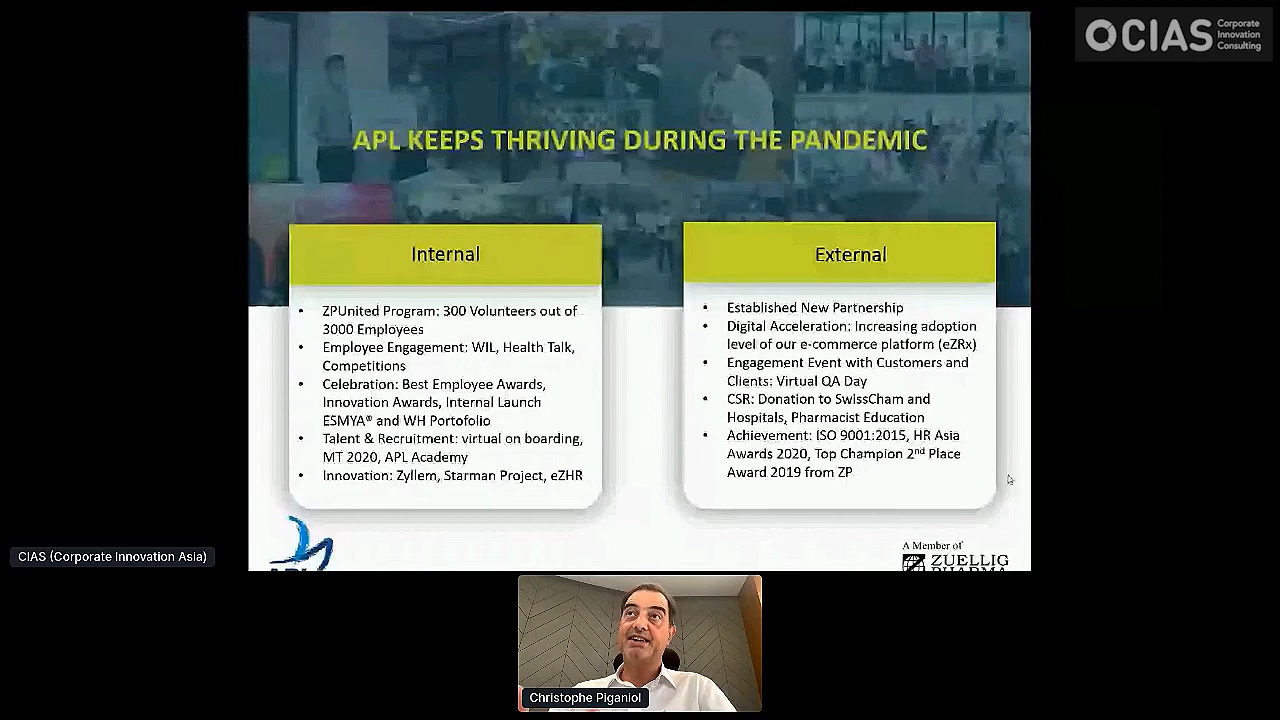 OCIAS Corporate
Innovation
Consulting
APL KEEPS THRIVING DURING THE PANDEMIC
Internal
• ZPUnited Program: 300 Volunteers out of
3000 Employees
• Employee Engagement: WIL, Health Talk,
Competitions
• Celebration: Best Employee Awards,
Innovation Awards, Internal Launch
ESMYA® and WH Portofolio
• Talent & Recruitment: virtual on boarding,
MT 2020, APL Academy
• Innovation: Zyllem, Starman Project, eZHR
External
• Established New Partnership
• Digital Acceleration: Increasing adoption
level of our e-commerce platform (eZRx)
• Engagement Event with Customers and
Clients: Virtual QA Day
• CSR: Donation to SwissCham and
Hospitals, Pharmacist Education
• Achievement: ISO 9001:2015, HR Asia
Awards 2020, Top Champion 2nd Place
Award 2019 from ZP
APL
A Member of
ZUELLIG
PHARMA
CIAS (Corporate Innovation Asia)
Christophe Piganiol